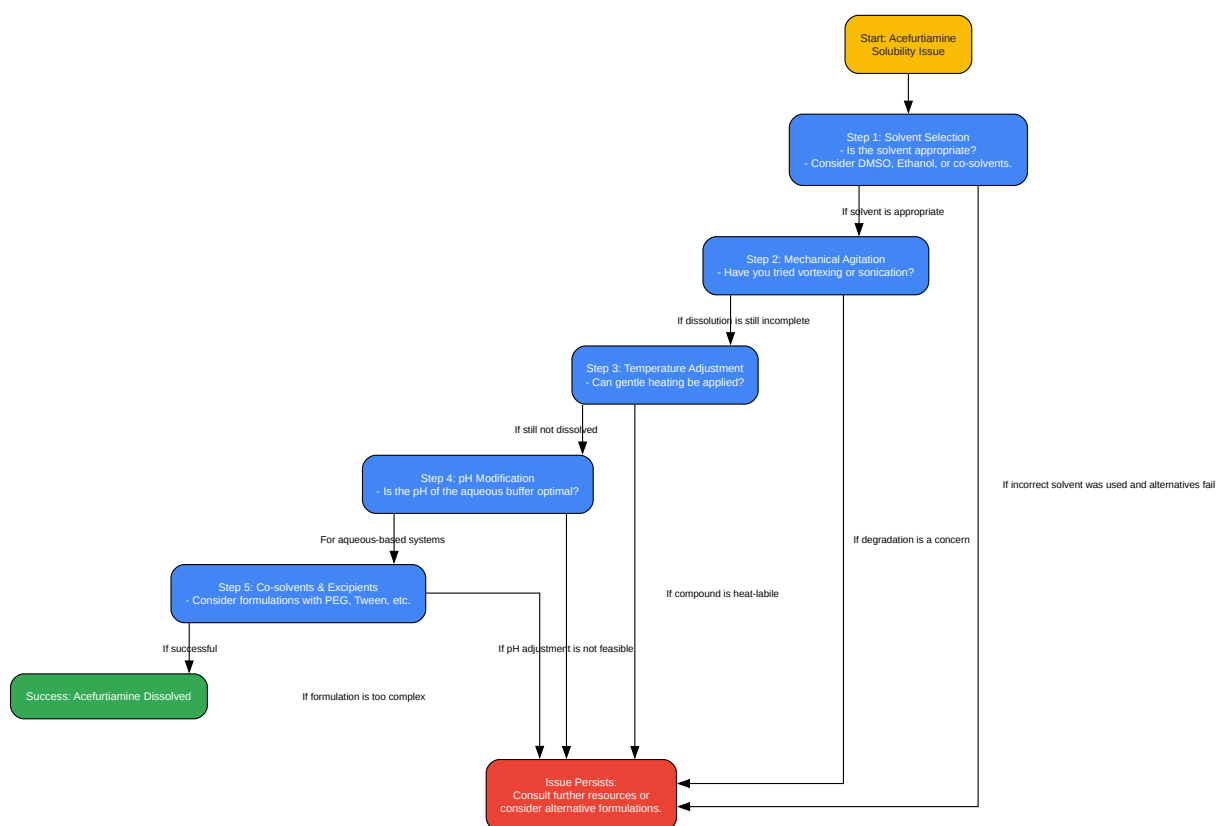 Start: Acefurtiamine
Solubility Issue
Step 1: Solvent Selection
- Is the solvent appropriate?
- Consider DMSO, Ethanol, or co-solvents.
If solvent is appropriate
Step 2: Mechanical Agitation
- Have you tried vortexing or sonication?
If dissolution is still incomplete
Step 3: Temperature Adjustment
- Can gentle heating be applied?
If still not dissolved
Step 4: pH Modification
- Is the pH of the aqueous buffer optimal?
If incorrect solvent was used and alternatives fail
For aqueous-based systems
If degradation is a concern
Step 5: Co-solvents & Excipients
- Consider formulations with PEG, Tween, etc.
If compound is heat-labile
If successful
If pH adjustment is not feasible
Success: Acefurtiamine Dissolved
If formulation is too complex
Issue Persists:
Consult further resources or
consider alternative formulations.